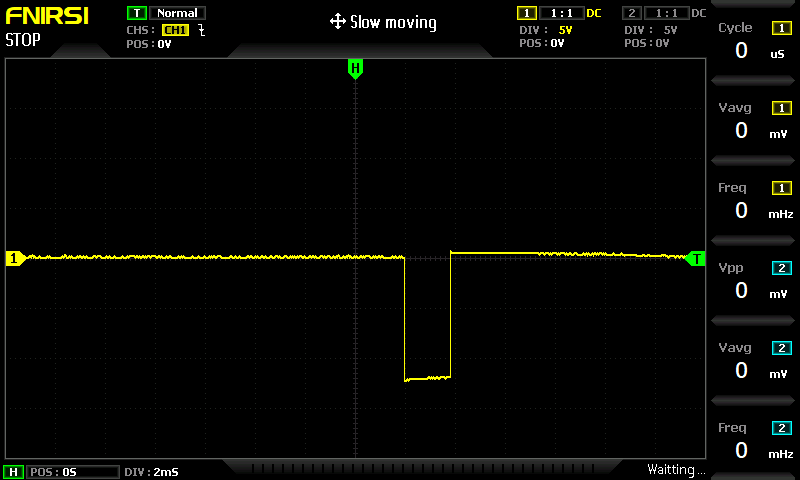 FNIRSI
STOP
T Normal
CHS: CH1
POS: 0V
Slow moving
1 1:1 DC
DIV: 5V
POS: 0V
2 1:1 DC
DIV: 5V
POS: 0V
H
1
T
Cycle 1
0 uS
Vavg 1
0 mV
Freq 1
0 mHz
Vpp 2
0 mV
Vavg 2
0 mV
Freq 2
0 mHz
H POS: 0S DIV: 2mS
Waitting...